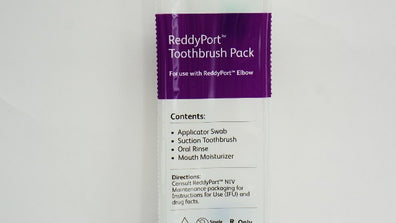 ReddyPort™
Toothbrush Pack
For use with ReddyPort™ Elbow
Contents:
• Applicator Swab
• Suction Toothbrush
• Oral Rinse
• Mouth Moisturizer
Directions:
Consult ReddyPort™ NIV
Maintenance packaging for
Instructions for Use (IFU) and
drug facts.
Single
Only